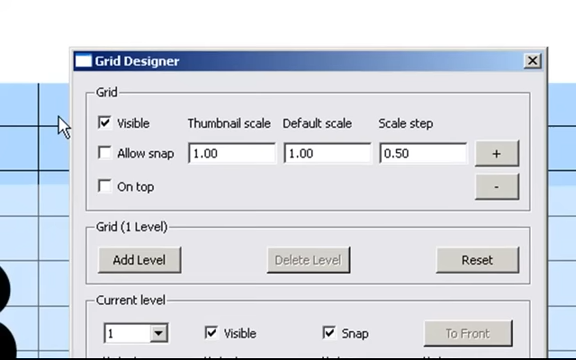 Grid Designer
Grid
Visible Thumbnail scale Default scale Scale step
Allow snap 1.00 1.00 0.50 +
On top -
Grid (1 Level)
Add Level Delete Level Reset
Current level
1 Visible Snap To Front